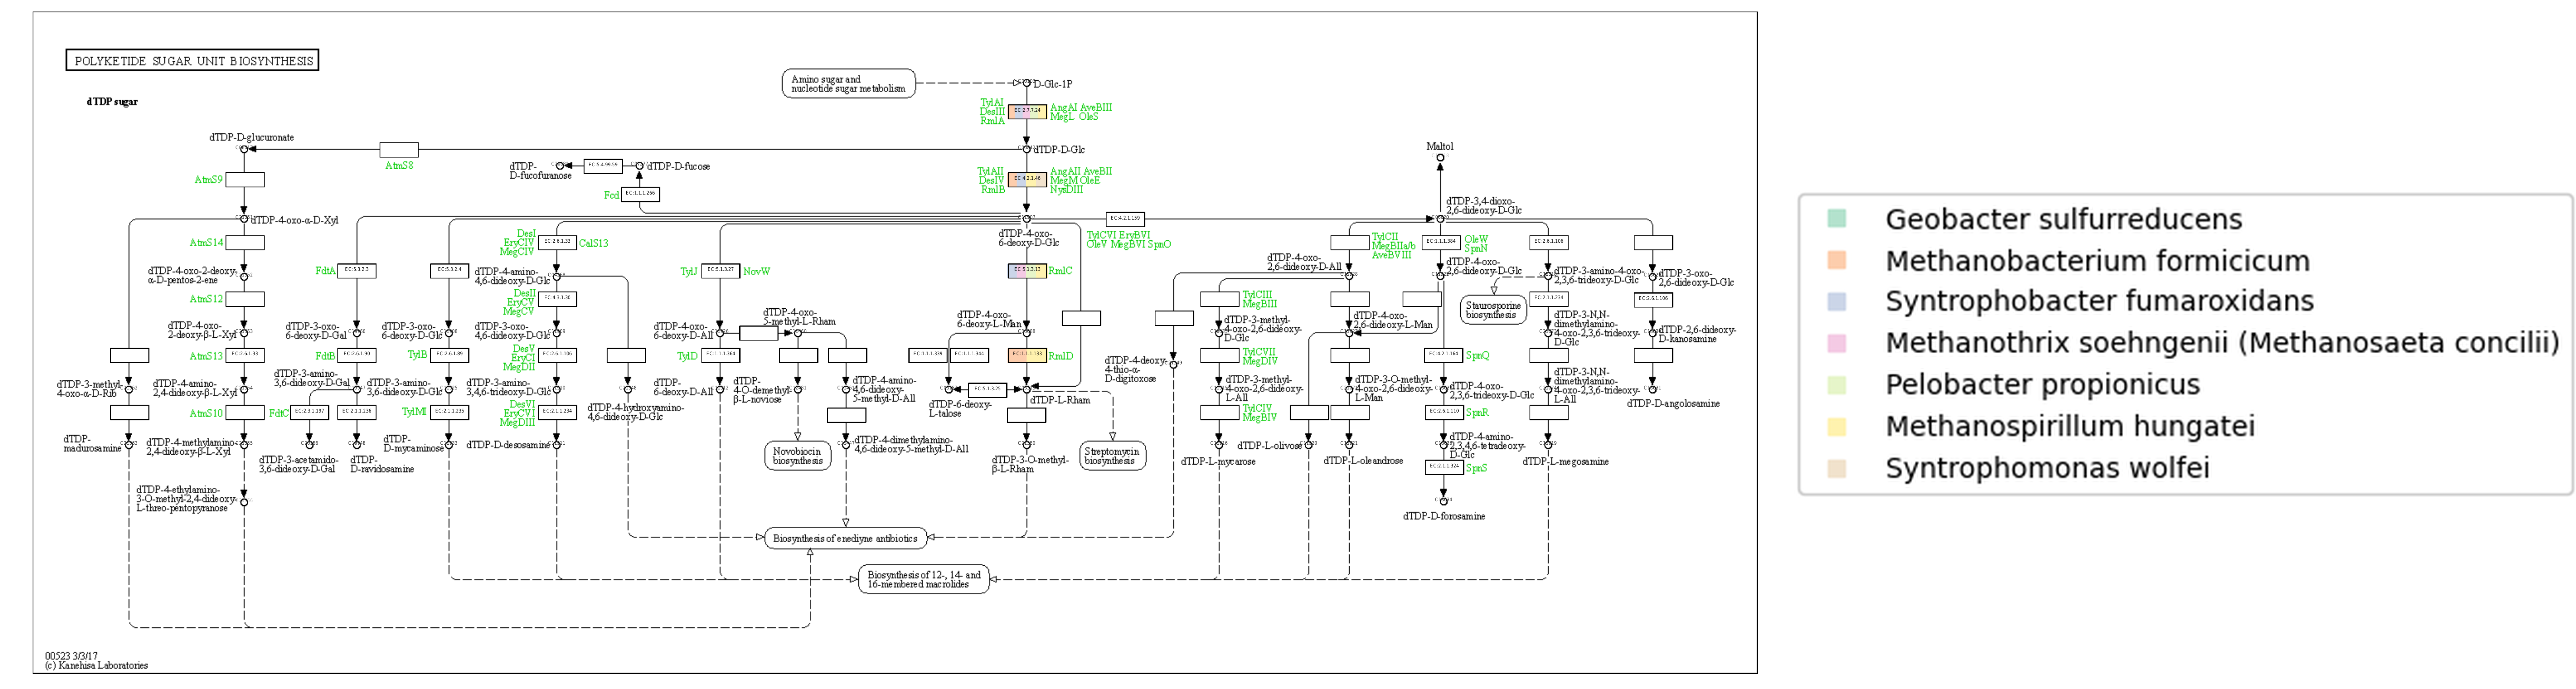 POLYKETIDE SUGAR UNIT BIOSYNTHESIS
dTDP sugar
Amino sugar and
nucleotide sugar metabolism
D-Glc-1P
TylAI
DesIII
RmlA
EC:2.7.7.24
AngAI AveBIII
MegL OleS
dTDP-D-glucuronate
AtmS8
dTDP-D-Glc
Maltol
dTDP-
D-fucofuranose
EC:5.4.99.59
dTDP-D-fucose
Fcd
EC:1.1.1.266
AtmS9
TylAII
DesIV
RmlB
EC:4.2.1.46
AngAII AveBII
MegM OleE
NysDIII
dTDP-4-oxo-α-D-Xyl
dTDP-4-oxo-
6-deoxy-D-Glc
EC:4.2.1.159
TylCVI EryBVI
OleV MegBVI SpnO
dTDP-3,4-dioxo-
2,6-dideoxy-D-Glc
AtmS14
DesI
EryCIV
MegCIV
EC:2.6.1.33
CalS13
TylCII
MegBIIa/b
AveBVIII
EC:1.1.1.384
OleW
SpnN
EC:2.6.1.106
dTDP-4-oxo-2-deoxy-
α-D-pentos-2-ene
FdtA
EC:5.3.2.3
EC:5.3.2.4
dTDP-4-amino-
4,6-dideoxy-D-Glc
TylJ
EC:5.1.3.27
NovW
EC:5.1.3.13
RmlC
dTDP-4-oxo-
2,6-dideoxy-D-All
dTDP-4-oxo-
2,6-dideoxy-D-Glc
dTDP-3-amino-4-oxo-
2,3,6-trideoxy-D-Glc
dTDP-3-oxo-
2,6-dideoxy-D-Glc
AtmS12
DesII
EryCV
MegCV
EC:4.3.1.30
TylCIII
MegBIII
Staurosporine
biosynthesis
EC:2.1.1.234
EC:2.6.1.106
dTDP-4-oxo-
2-deoxy-β-L-Xyl
dTDP-3-oxo-
6-deoxy-D-Gal
dTDP-3-oxo-
6-deoxy-D-Glc
dTDP-3-oxo-
4,6-dideoxy-D-Glc
dTDP-4-oxo-
6-deoxy-D-All
dTDP-4-oxo-
5-methyl-L-Rham
dTDP-4-oxo-
6-deoxy-L-Man
dTDP-3-methyl-
4-oxo-2,6-dideoxy-
D-Glc
dTDP-4-oxo-
2,6-dideoxy-L-Man
dTDP-3-N,N-
dimethylamino-
4-oxo-2,3,6-trideoxy-
D-Glc
dTDP-2,6-dideoxy-
D-kanosamine
AtmS13
EC:2.6.1.33
FdtB
EC:2.6.1.90
TylB
EC:2.6.1.89
DesV
EryCI
MegDII
EC:2.6.1.106
TylD
EC:1.1.1.364
EC:1.1.1.339
EC:1.1.1.344
EC:1.1.1.133
RmlD
dTDP-4-deoxy-
4-thio-α-
D-digitoxose
TylCVII
MegDIV
EC:4.2.1.164
SpnQ
dTDP-3-methyl-
4-oxo-α-D-Rib
dTDP-4-amino-
2,4-dideoxy-β-L-Xyl
dTDP-3-amino-
3,6-dideoxy-D-Gal
dTDP-3-amino-
3,6-dideoxy-D-Glc
dTDP-3-amino-
3,4,6-trideoxy-D-Glc
dTDP-4-hydroxyamino-
4,6-dideoxy-D-Glc
dTDP-
6-deoxy-D-All
dTDP-
4-O-demethyl-
β-L-noviose
dTDP-4-amino-
4,6-dideoxy-
5-methyl-D-All
EC:5.1.3.25
dTDP-6-deoxy-
L-talose
dTDP-L-Rham
dTDP-3-methyl-
4-oxo-2,6-dideoxy-
L-All
dTDP-3-O-methyl-
4-oxo-2,6-dideoxy-
L-Man
dTDP-4-oxo-
2,3,6-trideoxy-D-Glc
dTDP-3-N,N-
dimethylamino-
4-oxo-2,3,6-trideoxy-
L-All
dTDP-D-angolosamine
AtmS10
FdtC
EC:2.3.1.197
EC:2.1.1.236
TylMI
EC:2.1.1.235
DesVI
EryCVI
MegDIII
EC:2.1.1.234
TylCIV
MegBIV
EC:2.6.1.110
SpnR
dTDP-
madurosamine
dTDP-4-methylamino-
2,4-dideoxy-β-L-Xyl
dTDP-3-acetamido-
3,6-dideoxy-D-Gal
dTDP-
D-ravidosamine
dTDP-
D-mycaminose
dTDP-D-desosamine
Novobiocin
biosynthesis
dTDP-4-dimethylamino-
4,6-dideoxy-5-methyl-D-All
dTDP-3-O-methyl-
β-L-Rham
Streptomycin
biosynthesis
dTDP-L-mycarose
dTDP-L-olivose
dTDP-L-oleandrose
dTDP-4-amino-
2,3,4,6-tetradeoxy-
D-Glc
dTDP-L-megosamine
EC:2.1.1.324
SpnS
dTDP-4-ethylamino-
3-O-methyl-2,4-dideoxy-
L-threo-pentopyranose
dTDP-D-forosamine
Biosynthesis of enediyne antibiotics
Biosynthesis of 12-, 14- and
16-membered macrolides
00523 3/3/17
(c) Kanehisa Laboratories
Geobacter sulfurreducens
Methanobacterium formicicum
Syntrophobacter fumaroxidans
Methanothrix soehngenii (Methanosaeta concilii)
Pelobacter propionicus
Methanospirillum hungatei
Syntrophomonas wolfei